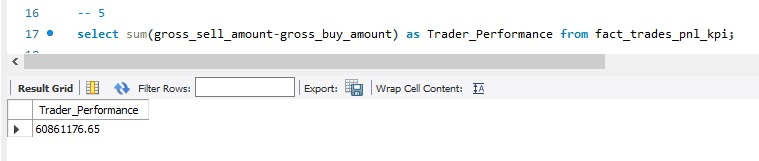 16 -- 5
17 select sum(gross_sell_amount-gross_buy_amount) as Trader_Performance from fact_trades_pnl_kpi;
Result Grid Filter Rows: Export: Wrap Cell Content: IA
Trader_Performance
60861176.65